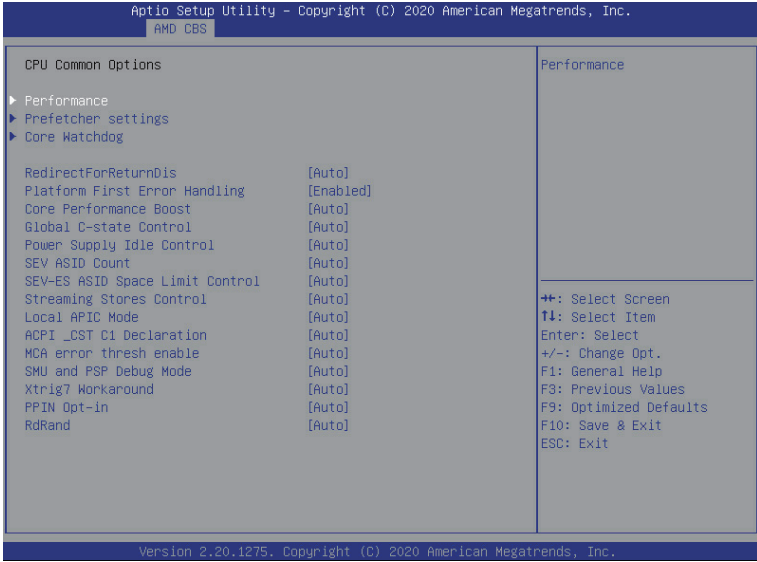 Aptio Setup Utility – Copyright (C) 2020 American Megatrends, Inc.
AMD CBS
CPU Common Options
Performance
Prefetcher settings
Core Watchdog
RedirectForReturnDis [Auto]
Platform First Error Handling [Enabled]
Core Performance Boost [Auto]
Global C-state Control [Auto]
Power Supply Idle Control [Auto]
SEV ASID Count [Auto]
SEV-ES ASID Space Limit Control [Auto]
Streaming Stores Control [Auto]
Local APIC Mode [Auto]
ACPI _CST C1 Declaration [Auto]
MCA error thresh enable [Auto]
SMU and PSP Debug Mode [Auto]
Xtrig7 Workaround [Auto]
PPIN Opt-in [Auto]
RdRand [Auto]
Performance
→←: Select Screen
↑↓: Select Item
Enter: Select
+/-: Change Opt.
F1: General Help
F3: Previous Values
F9: Optimized Defaults
F10: Save & Exit
ESC: Exit
Version 2.20.1275. Copyright (C) 2020 American Megatrends, Inc.